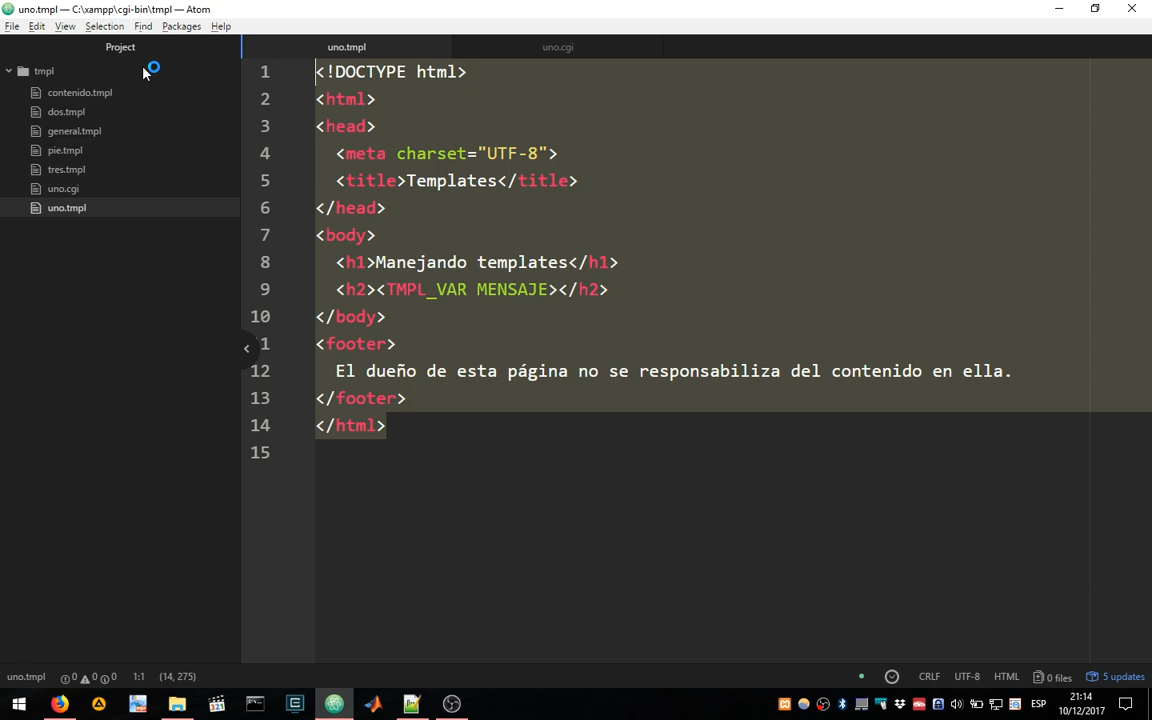 uno.tmpl — C:\xampp\cgi-bin\tmpl — Atom
File Edit View Selection Find Packages Help
Project
uno.tmpl
uno.cgi
tmpl
contenido.tmpl
dos.tmpl
general.tmpl
pie.tmpl
tres.tmpl
uno.cgi
uno.tmpl
1 <!DOCTYPE html>
2 <html>
3 <head>
4 <meta charset="UTF-8">
5 <title>Templates</title>
6 </head>
7 <body>
8 <h1>Manejando templates</h1>
9 <h2><TMPL_VAR MENSAJE></h2>
10 </body>
11 <footer>
12 El dueño de esta página no se responsabiliza del contenido en ella.
13 </footer>
14 </html>
15
uno.tmpl 0 0 0 1:1 (14, 275) CRLF UTF-8 HTML 0 files 5 updates
321
ESP
21:14
10/12/2017